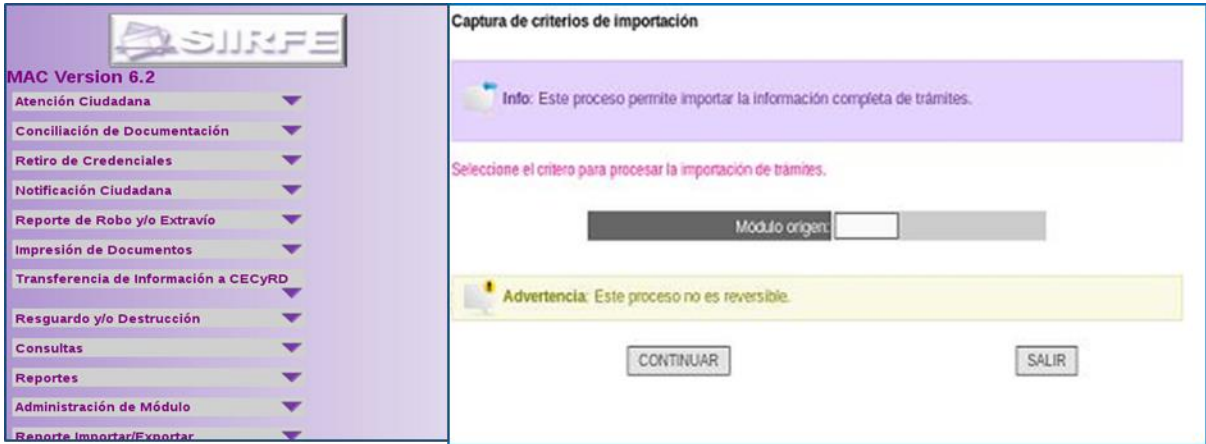 SIIRFE
MAC Version 6.2
Atención Ciudadana
Conciliación de Documentación
Retiro de Credenciales
Notificación Ciudadana
Reporte de Robo y/o Extravío
Impresión de Documentos
Transferencia de Información a CECyRD
Resguardo y/o Destrucción
Consultas
Reportes
Administración de Módulo
Reporte Importar/Exportar
Captura de criterios de importación
Info: Este proceso permite importar la información completa de trámites.
Seleccione el critero para procesar la importación de trámites.
Módulo origen:
Advertencia: Este proceso no es reversible.
CONTINUAR
SALIR